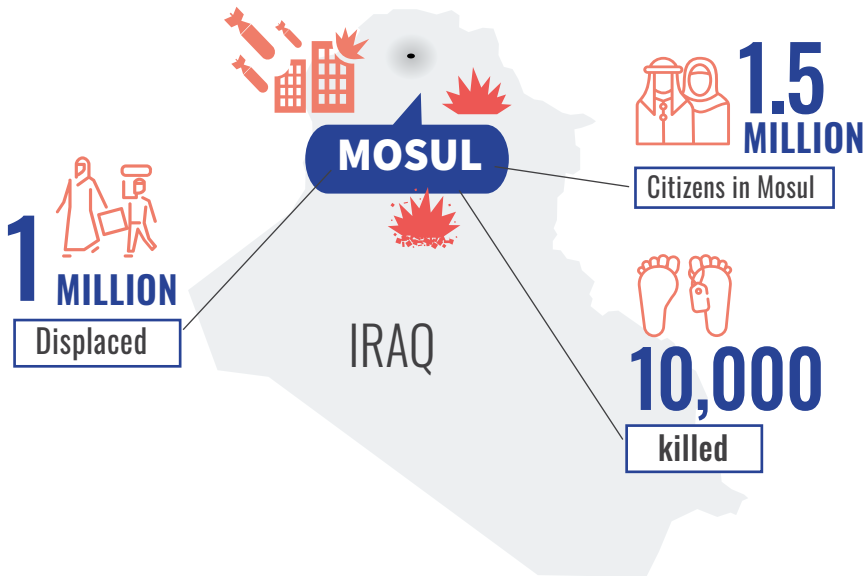 MOSUL
1.5
MILLION
Citizens in Mosul
1
MILLION
Displaced
IRAQ
10,000
killed